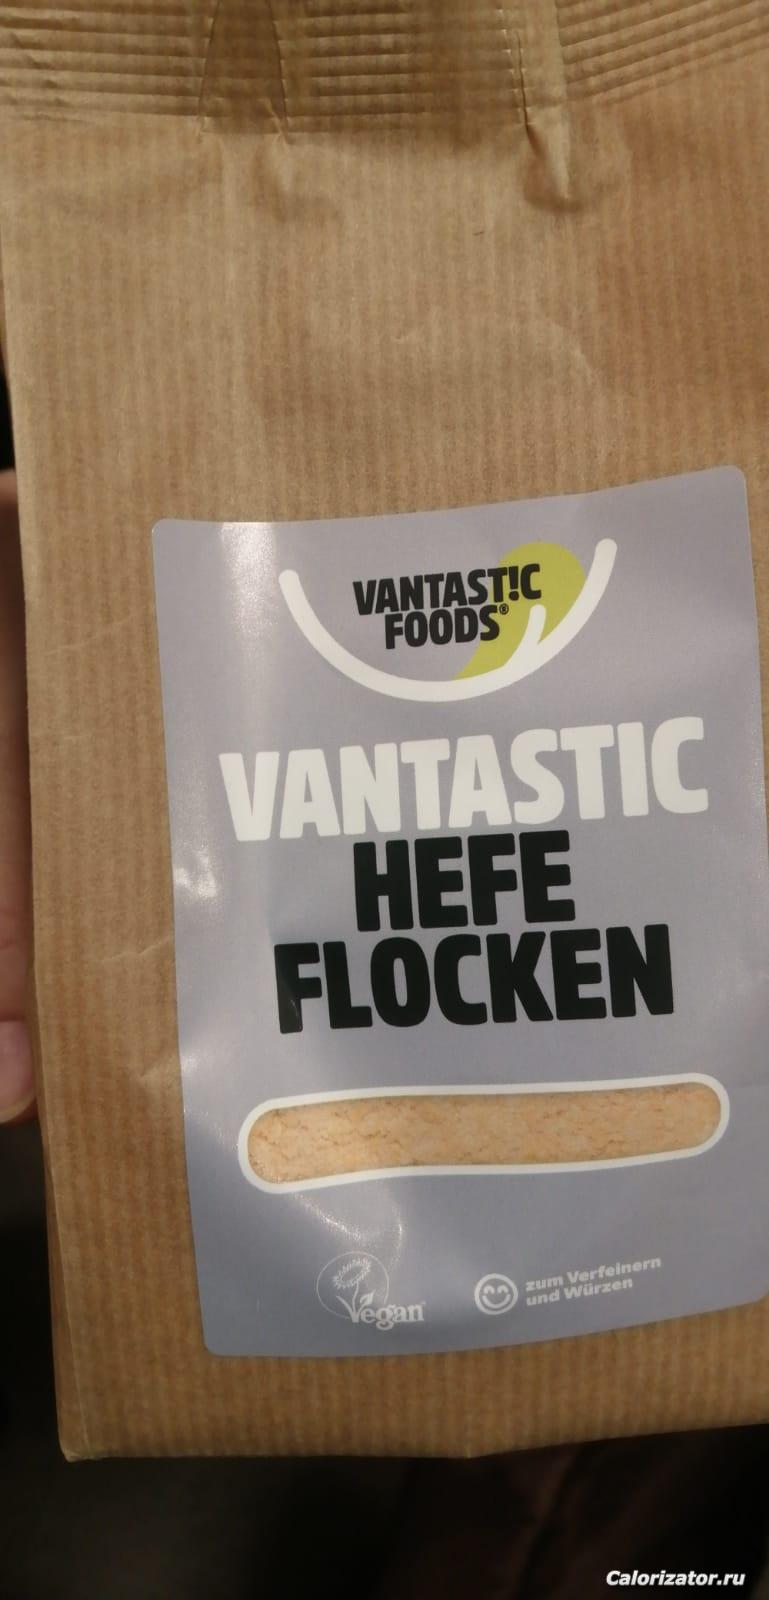 VANTAST!C
FOODS®
VANTASTIC
HEFE
FLOCKEN
Vegan
zum Verfeinern
und Würzen
Calorizator.ru